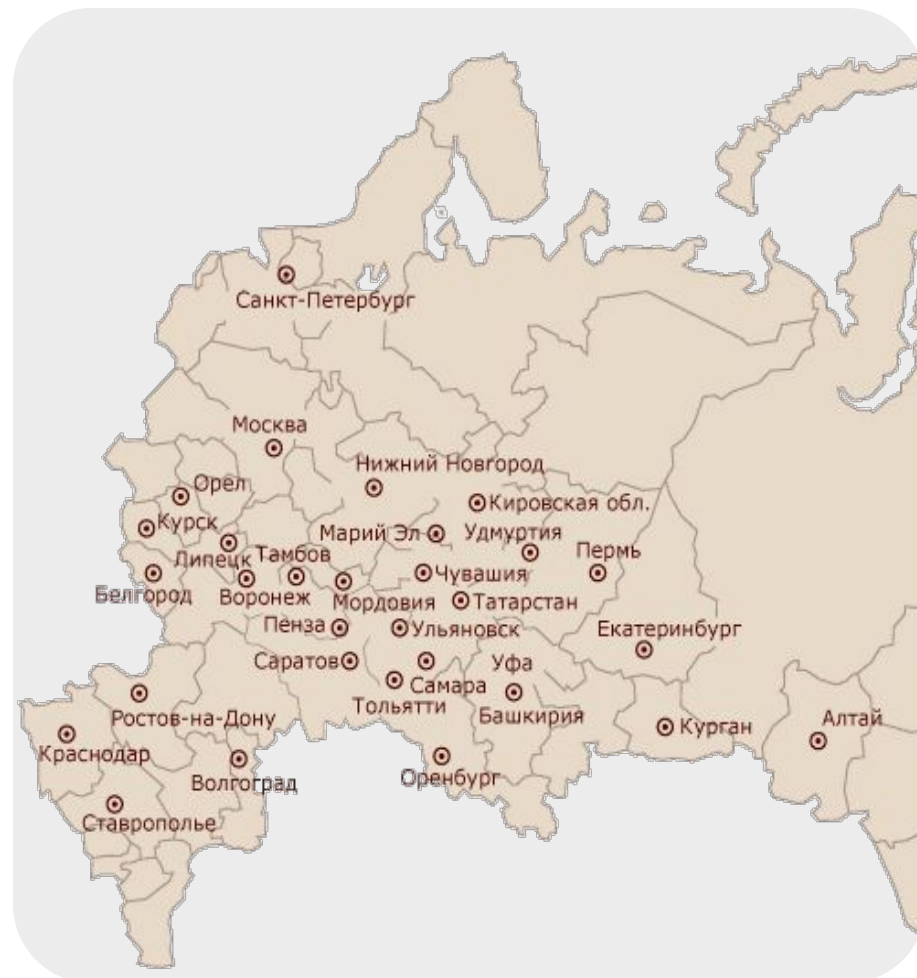 Санкт-Петербург
Москва
Нижний Новгород
Орел
Кировская обл.
Курск
Марий Эл
Удмуртия
Липецк
Тамбов
Пермь
Чувашия
Белгород
Воронеж
Мордовия
Татарстан
Пенза
Ульяновск
Екатеринбург
Саратов
Уфа
Самара
Тольятти
Башкирия
Ростов-на-Дону
Курган
Алтай
Краснодар
Волгоград
Оренбург
Ставрополье